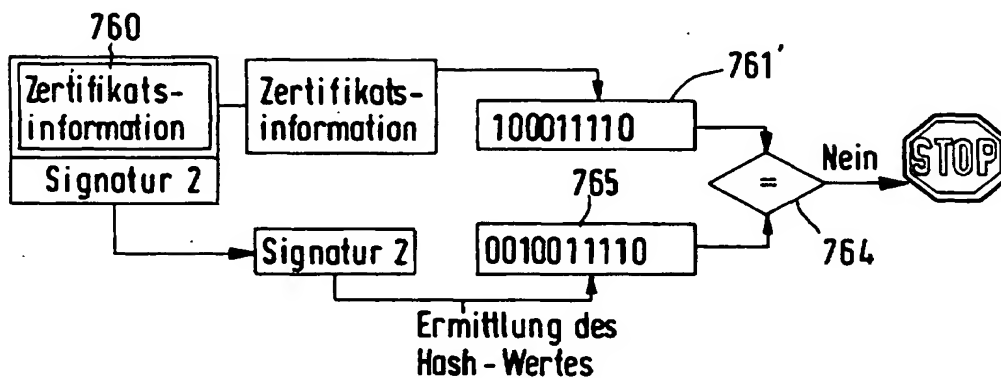 760
Zertifikats-
information
Signatur 2
Zertifikats-
information
761'
100011110
=
Nein
STOP
764
765
0010011110
Signatur 2
Ermittlung des
Hash-Wertes